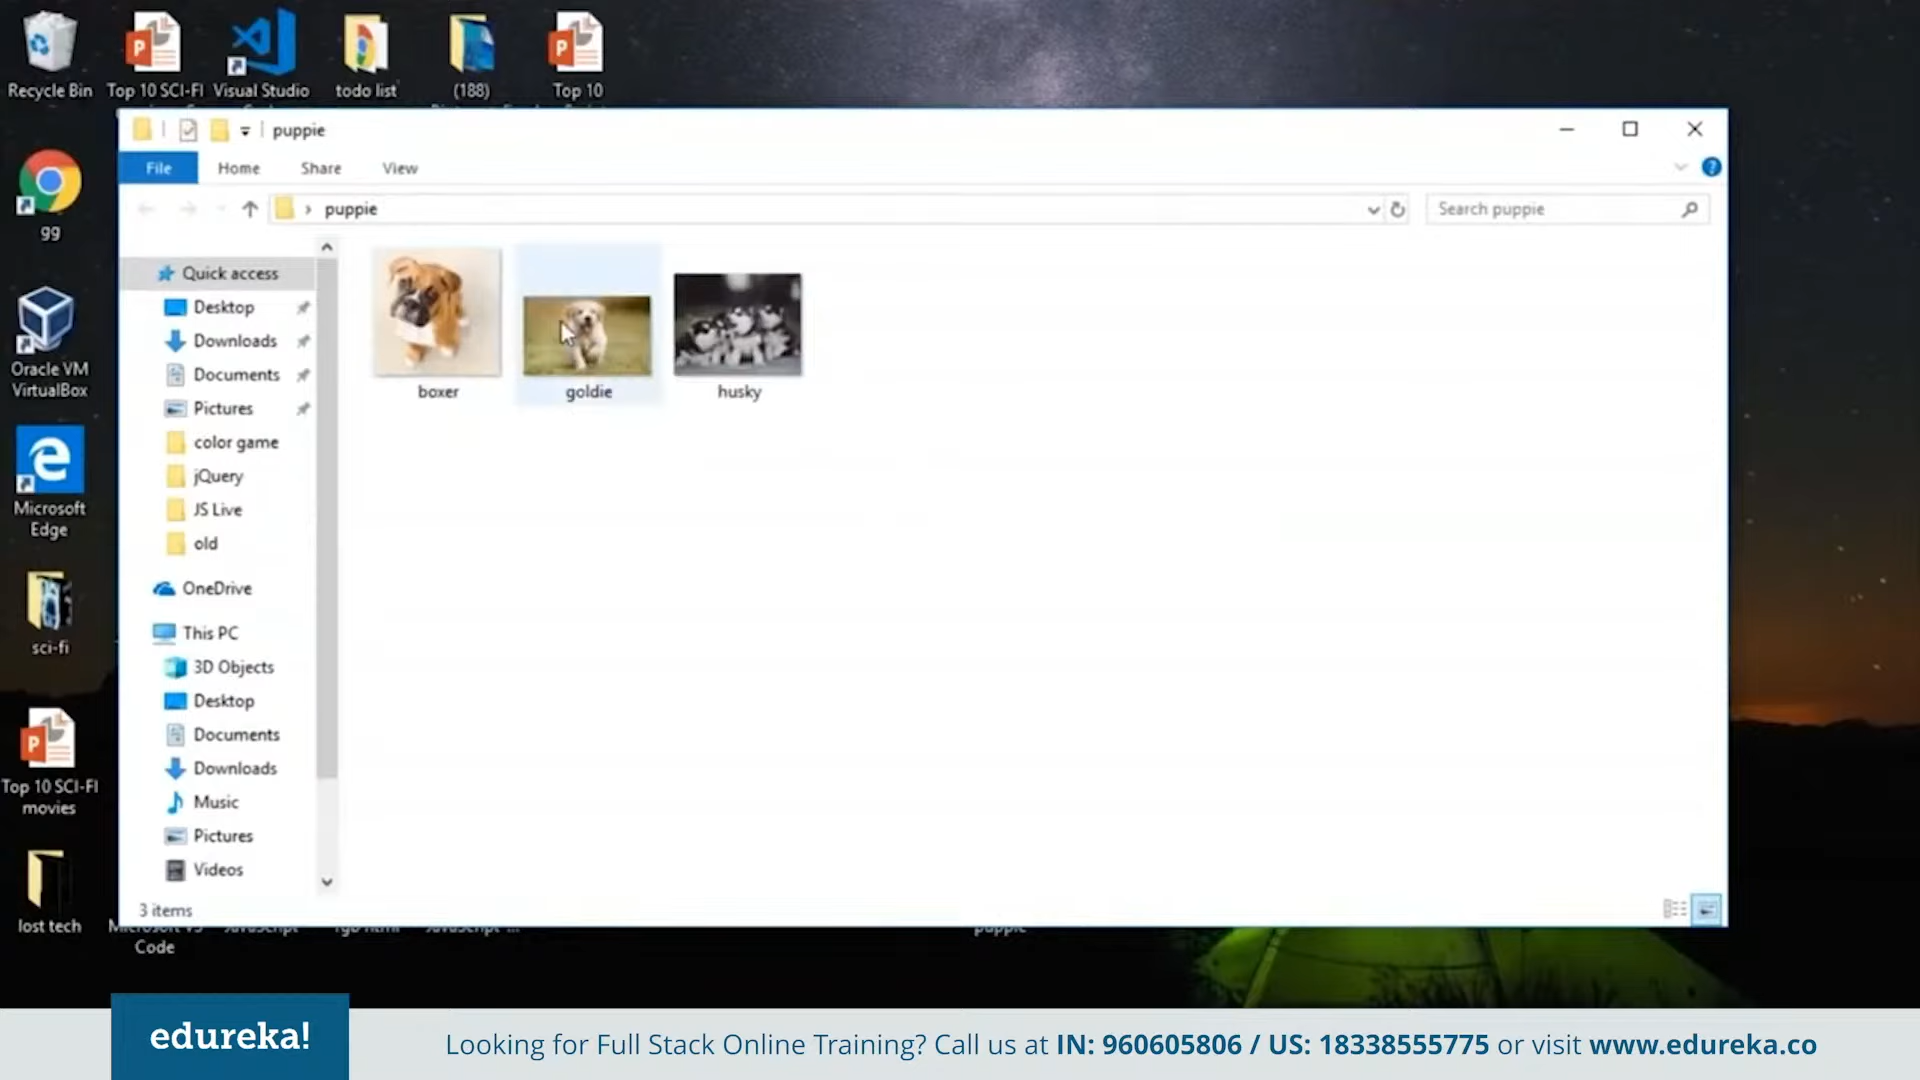 Recycle Bin
Top 10 SCI-FI
Visual Studio
todo list
(188)
Top 10
puppie
File
Home
Share
View
puppie
Search puppie
gg
Quick access
Desktop
Downloads
Documents
Pictures
color game
jQuery
JS Live
old
OneDrive
This PC
3D Objects
Desktop
Documents
Downloads
Music
Pictures
Videos
boxer
goldie
husky
Oracle VM
VirtualBox
Microsoft
Edge
sci-fi
Top 10 SCI-FI
movies
lost tech
3 items
Code
puppie
edureka!
Looking for Full Stack Online Training? Call us at IN: 960605806 / US: 18338555775 or visit www.edureka.co